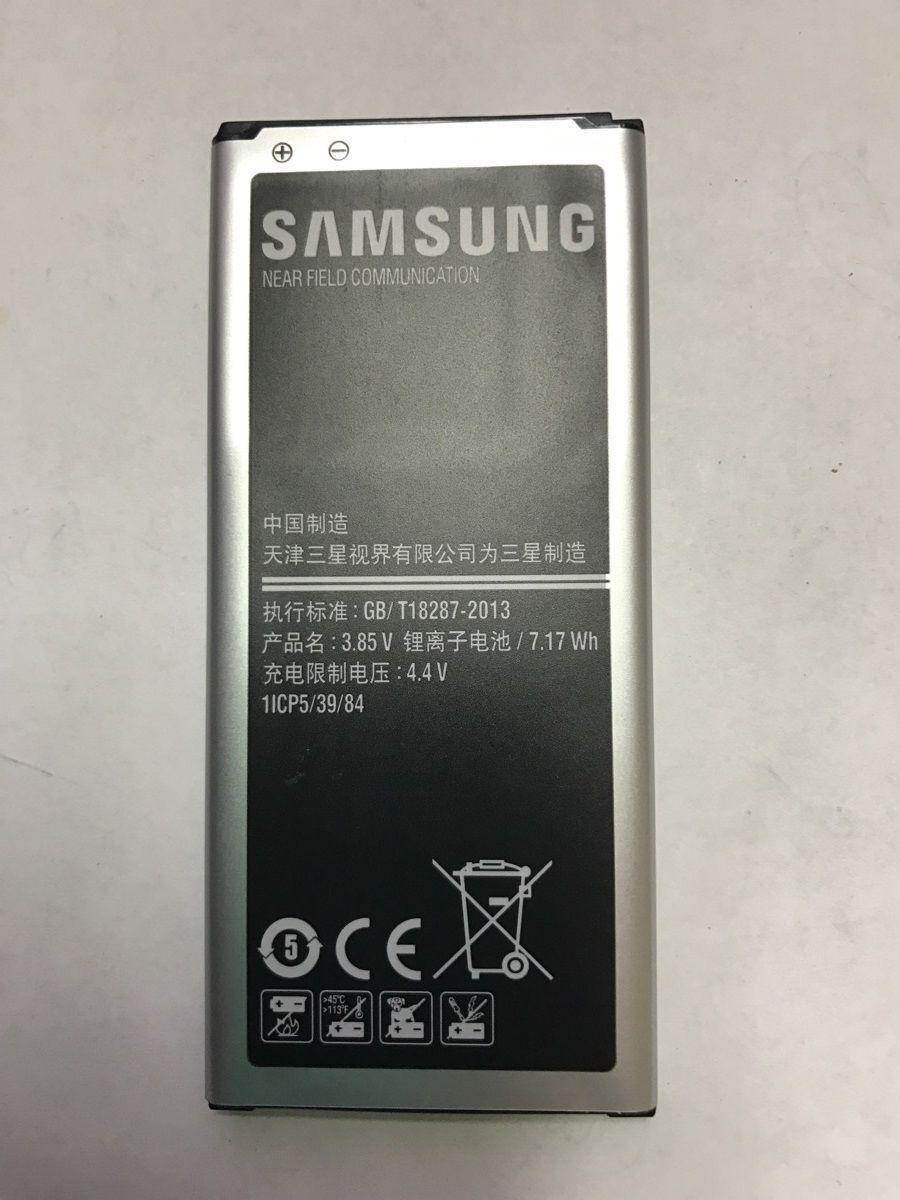 SAMSUNG
NEAR FIELD COMMUNICATION
中国制造
天津三星视界有限公司为三星制造
执行标准 : GB/ T18287-2013
产品名 : 3.85 V 锂离子电池 / 7.17 Wh
充电限制电压 : 4.4 V
1ICP5/39/84
5 CE
>45°C
>113°F